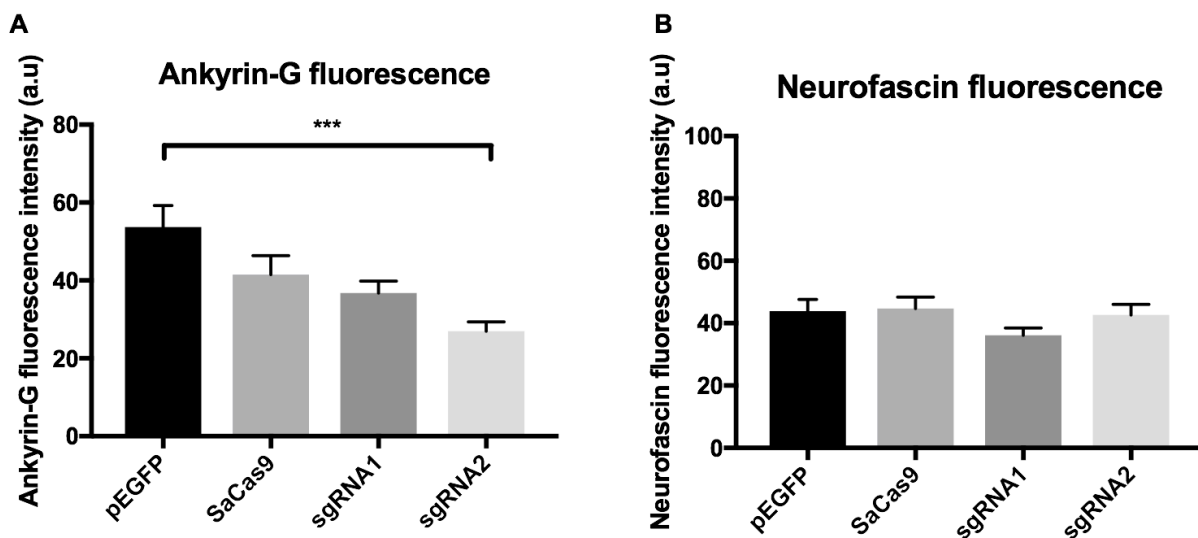 A
Ankyrin-G fluorescence
Ankyrin-G fluorescence intensity (a.u)
80
60
40
20
0
***
pEGFP
SaCas9
sgRNA1
sgRNA2
B
Neurofascin fluorescence
Neurofascin fluorescence intensity (a.u)
100
80
60
40
20
0
pEGFP
SaCas9
sgRNA1
sgRNA2